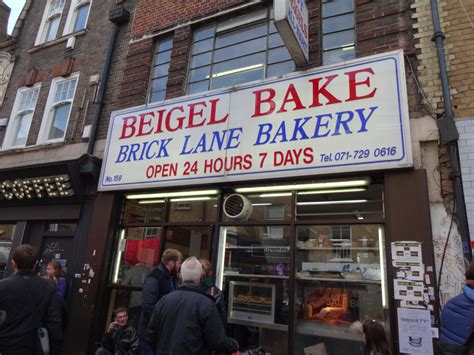 BEIGEL BAKE
BRICK LANE BAKERY
OPEN 24 HOURS 7 DAYS Tel. 071-729 0616
No. 159
COFFEE